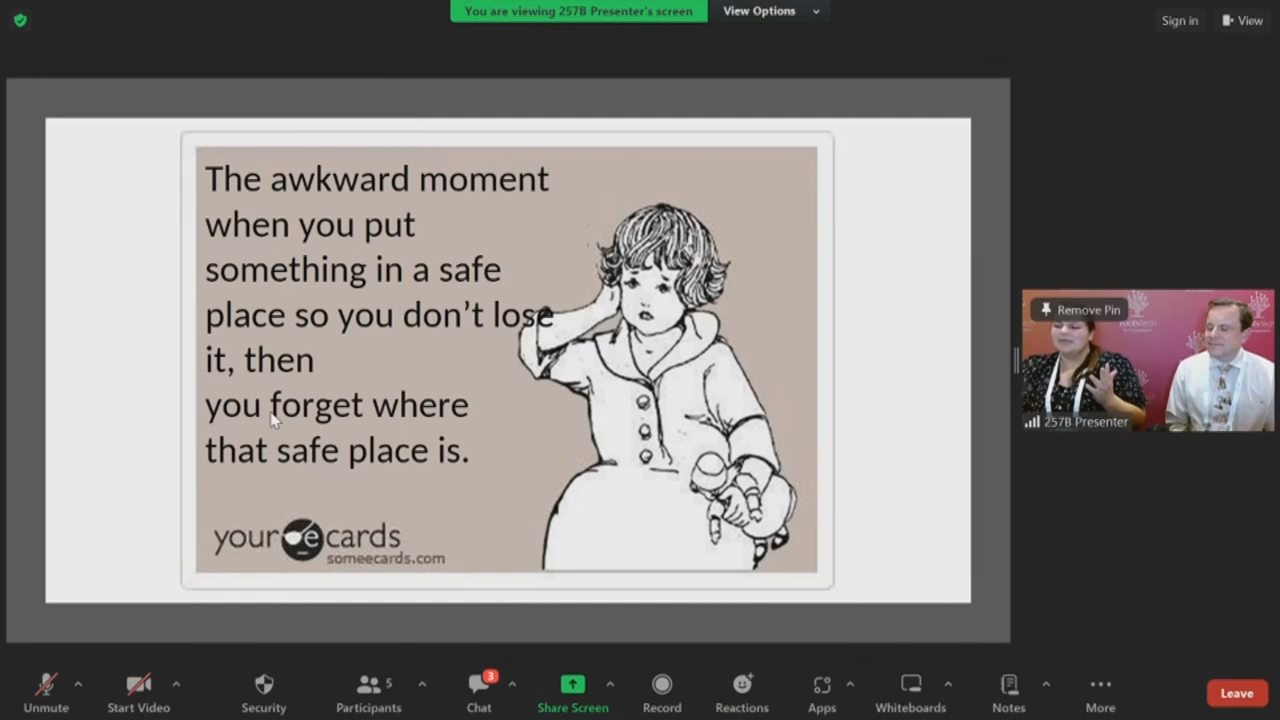 You are viewing 257B Presenter's screen
View Options
Sign in
View
The awkward moment
when you put
something in a safe
place so you don’t lose
it, then
you forget where
that safe place is.
your e cards
someecards.com
Remove Pin
rootstech
257B Presenter
Unmute
Start Video
Security
5
Participants
3
Chat
Share Screen
Record
Reactions
Apps
Whiteboards
Notes
More
Leave